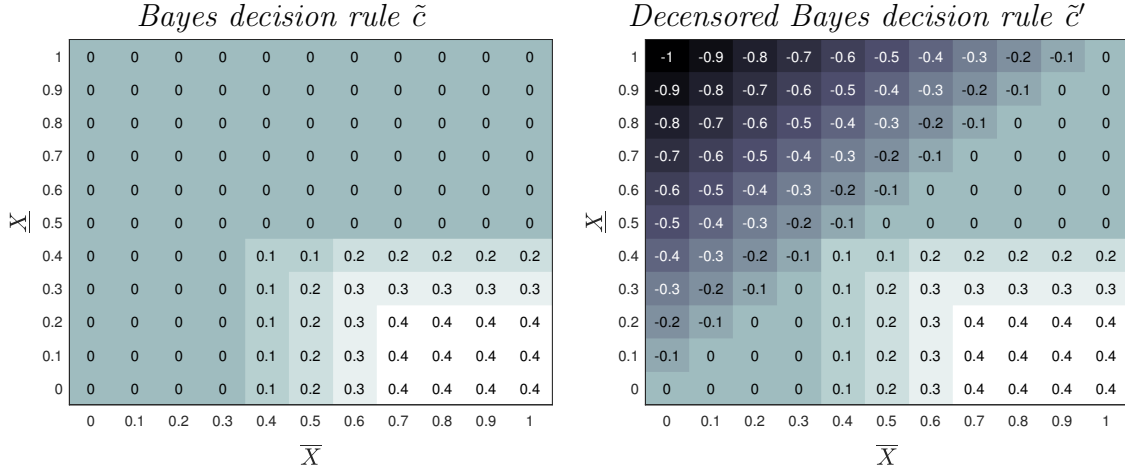 Bayes decision rule c̃
1 0 0 0 0 0 0 0 0 0 0 0
0.9 0 0 0 0 0 0 0 0 0 0 0
0.8 0 0 0 0 0 0 0 0 0 0 0
0.7 0 0 0 0 0 0 0 0 0 0 0
0.6 0 0 0 0 0 0 0 0 0 0 0
0.5 0 0 0 0 0 0 0 0 0 0 0
0.4 0 0 0 0 0.1 0.1 0.2 0.2 0.2 0.2 0.2
0.3 0 0 0 0 0.1 0.2 0.3 0.3 0.3 0.3 0.3
0.2 0 0 0 0 0.1 0.2 0.3 0.4 0.4 0.4 0.4
0.1 0 0 0 0 0.1 0.2 0.3 0.4 0.4 0.4 0.4
0 0 0 0 0 0.1 0.2 0.3 0.4 0.4 0.4 0.4
0 0.1 0.2 0.3 0.4 0.5 0.6 0.7 0.8 0.9 1
X̲
X̅
Decensored Bayes decision rule c̃′
1 -1 -0.9 -0.8 -0.7 -0.6 -0.5 -0.4 -0.3 -0.2 -0.1 0
0.9 -0.9 -0.8 -0.7 -0.6 -0.5 -0.4 -0.3 -0.2 -0.1 0 0
0.8 -0.8 -0.7 -0.6 -0.5 -0.4 -0.3 -0.2 -0.1 0 0 0
0.7 -0.7 -0.6 -0.5 -0.4 -0.3 -0.2 -0.1 0 0 0 0
0.6 -0.6 -0.5 -0.4 -0.3 -0.2 -0.1 0 0 0 0 0
0.5 -0.5 -0.4 -0.3 -0.2 -0.1 0 0 0 0 0 0
0.4 -0.4 -0.3 -0.2 -0.1 0.1 0.1 0.2 0.2 0.2 0.2 0.2
0.3 -0.3 -0.2 -0.1 0 0.1 0.2 0.3 0.3 0.3 0.3 0.3
0.2 -0.2 -0.1 0 0 0.1 0.2 0.3 0.4 0.4 0.4 0.4
0.1 -0.1 0 0 0 0.1 0.2 0.3 0.4 0.4 0.4 0.4
0 0 0 0 0 0.1 0.2 0.3 0.4 0.4 0.4 0.4
0 0.1 0.2 0.3 0.4 0.5 0.6 0.7 0.8 0.9 1
X̲
X̅